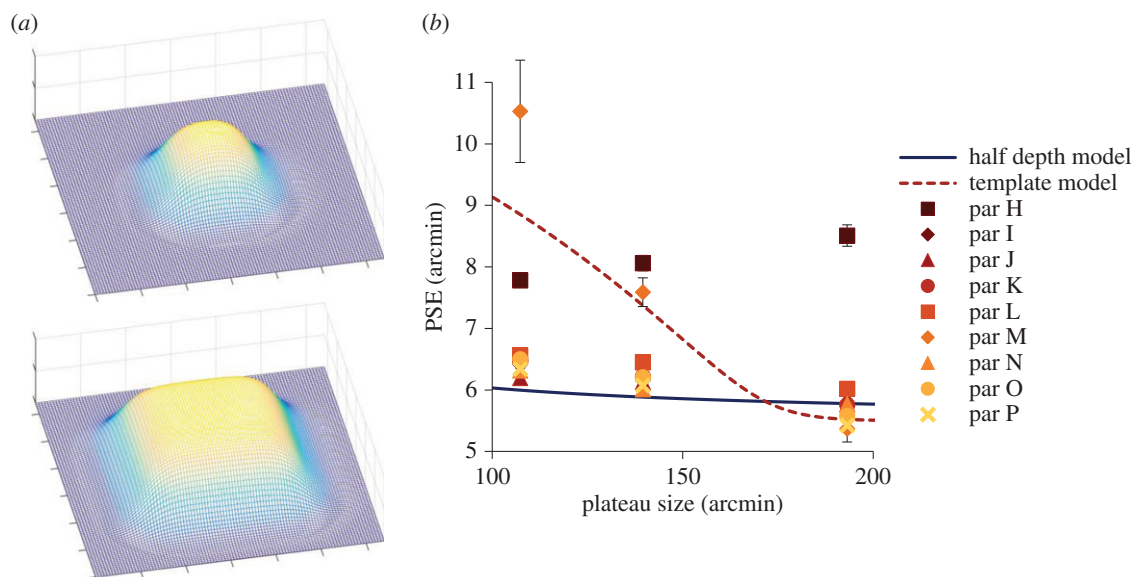 (a)
(b)
11
10
9
8
7
6
5
PSE (arcmin)
100
150
200
plateau size (arcmin)
half depth model
template model
par H
par I
par J
par K
par L
par M
par N
par O
par P